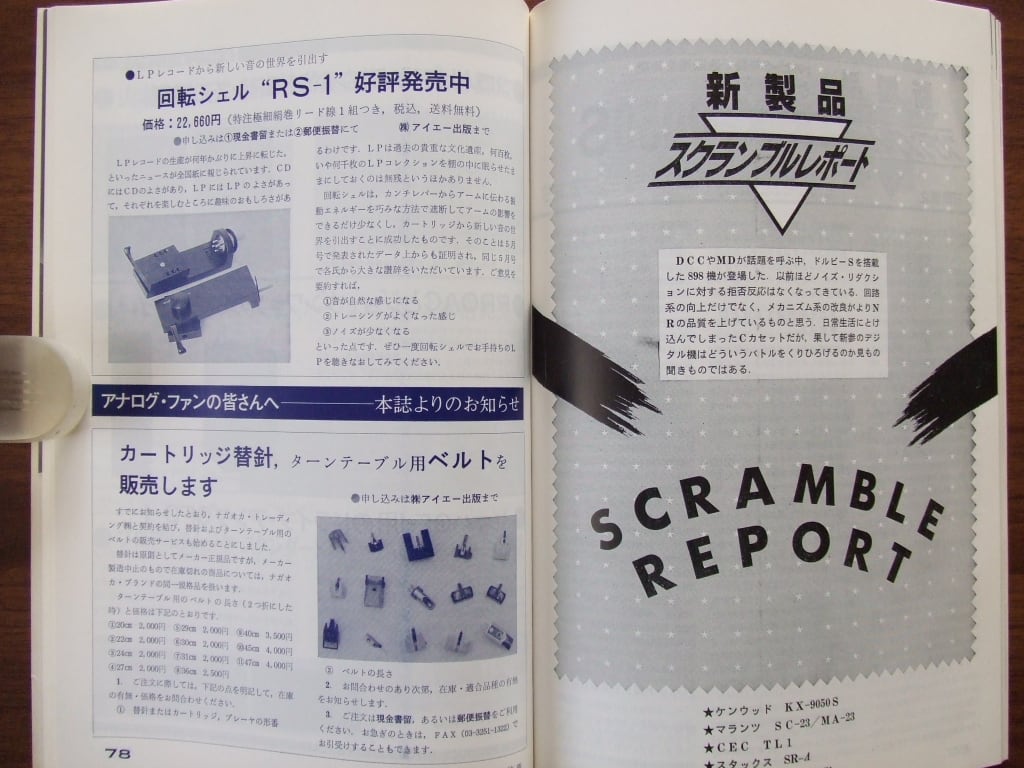 ●LPレコードから新しい音の世界を引出す
回転シェル “RS-1” 好評発売中
価格：22,660円（特注極細絹巻リード線1組つき，税込，送料無料）
●申し込みは①現金書留または②郵便振替にて ㈱アイエー出版まで
LPレコードの生産が何年かぶりに上昇に転じた，
といったニュースが全国紙に報じられています．CD
にはCDのよさがあり，LPにはLPのよさがあっ
て，それぞれを楽しむところに趣味のおもしろさがあ
るわけです．LPは過去の貴重な文化遺産，何百枚，
いや何千枚のLPコレクションを棚の中に眠らせたま
まにしておくのは無残というほかありません．
回転シェルは，カンチレバーからアームに伝わる振
動エネルギーを巧みな方法で遮断してアームの影響を
できるだけ少なくし，カートリッジから新しい音の世
界を引出すことに成功したものです．そのことは5月
号で発表されたデータ上からも証明され，同じ5月号
で各氏から大きな讃辞をいただいています．ご意見を
要約すれば，
①音が自然な感じになる
②トレーシングがよくなった感じ
③ノイズが少なくなる
といった点です．ぜひ一度回転シェルでお手持ちのL
Pを聴きなおしてみてください．
アナログ・ファンの皆さんへ――――本誌よりのお知らせ
カートリッジ替針，ターンテーブル用ベルトを
販売します
●申し込みは㈱アイエー出版まで
すでにお知らせしたとおり，ナガオカ・トレーディ
ング㈱と契約を結び，替針およびターンテーブル用の
ベルトの販売サービスも始めることにしました．
替針は原則としてメーカー正規品ですが，メーカー
製造中止のもので在庫切れの商品については，ナガオ
カ・ブランドの同一規格品を扱います．
ターンテーブル用のベルトの長さ（2つ折にした
時）と価格は下記のとおりです．
①20㎝ 2,000円 ⑤29㎝ 2,000円 ⑨40㎝ 3,500円
②22㎝ 2,000円 ⑥30㎝ 2,000円 ⑩45㎝ 4,000円
③24㎝ 2,000円 ⑦31㎝ 2,000円 ⑪47㎝ 4,000円
④27㎝ 2,000円 ⑧36㎝ 2,500円
1. ご注文に際しては，下記の点を明記して，在庫
の有無・価格をお問合わせください．
① 替針またはカートリッジ，プレーヤの形番
② ベルトの長さ
2. お問合わせのあり次第，在庫・適合品種の有無
をお知らせします．
3. ご注文は現金書留，あるいは郵便振替をご利用
ください．お急ぎのときは，FAX（03-3251-1322）で
お引受けすることもできます．
78
新製品
スクランブルレポート
DCCやMDが話題を呼ぶ中，ドルビーSを搭載
した898機が登場した．以前ほどノイズ・リダクシ
ョンに対する拒否反応はなくなってきている．回路
系の向上だけでなく，メカニズム系の改良がよりN
Rの品質を上げているものと思う．日常生活にとけ
込んでしまったCカセットだが，果して新参のデジ
タル機はどういうバトルをくりひろげるのか見もの
聞きものではある．
SCRAMBLE
REPORT
★ケンウッド KX-9050S
★マランツ SC-23/MA-23
★CEC TL1
★スタックス SR-